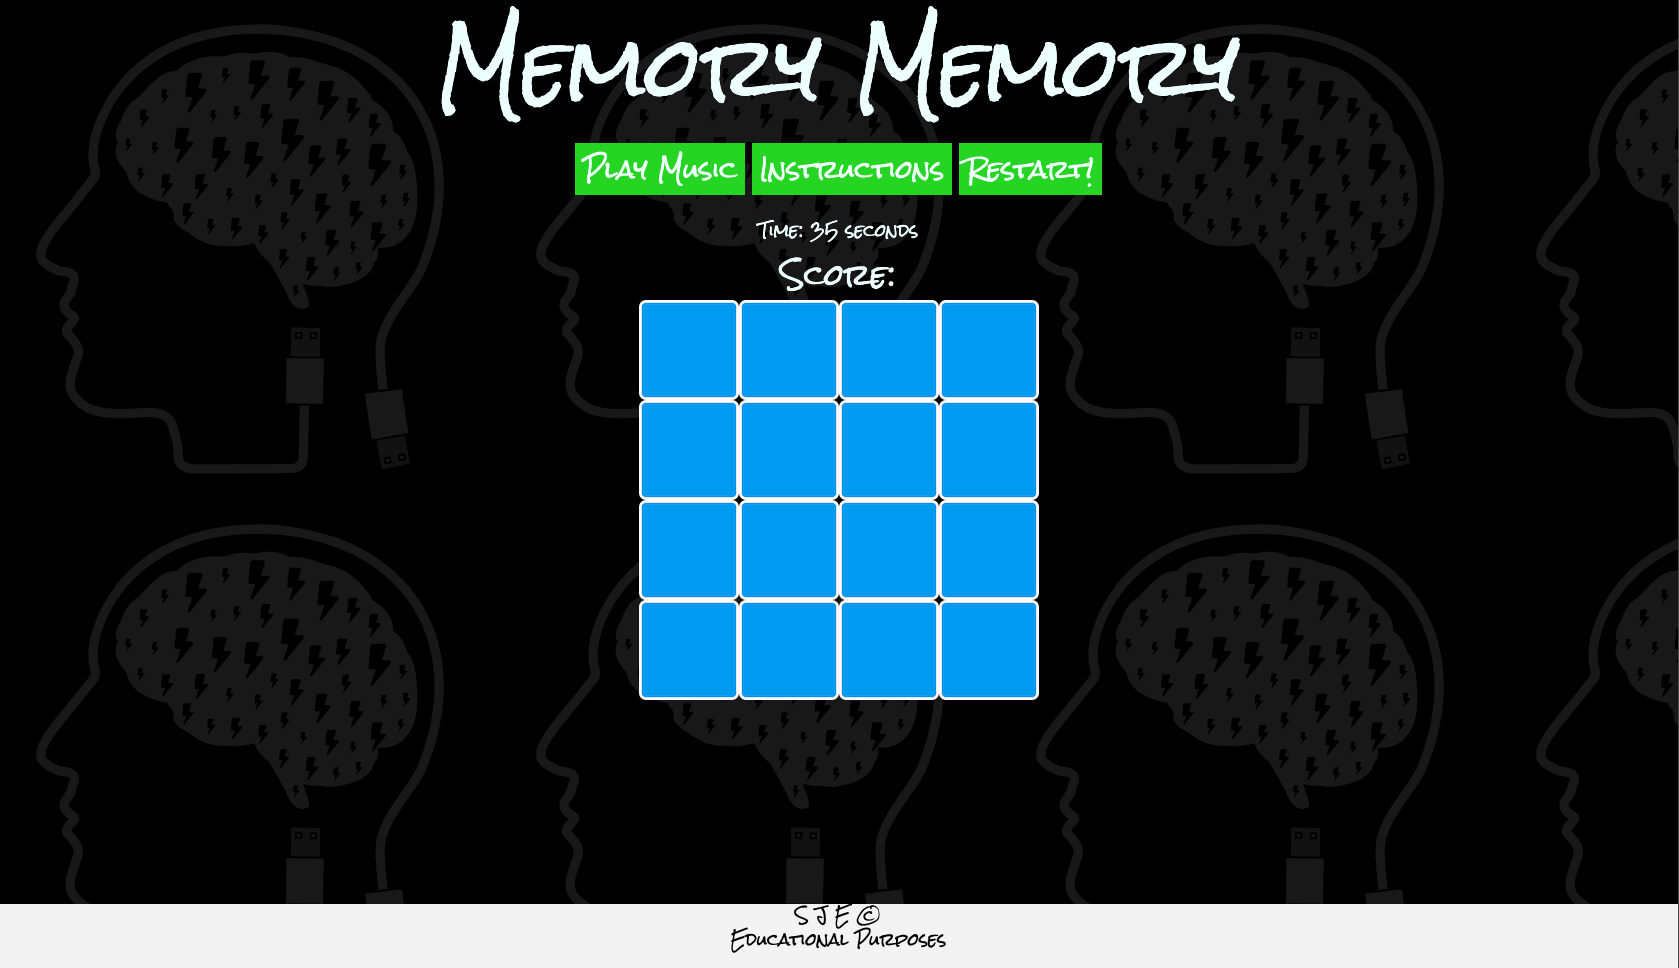 Memory Memory
Play Music Instructions Restart!
Time: 35 seconds
Score:
S J E ©
Educational Purposes